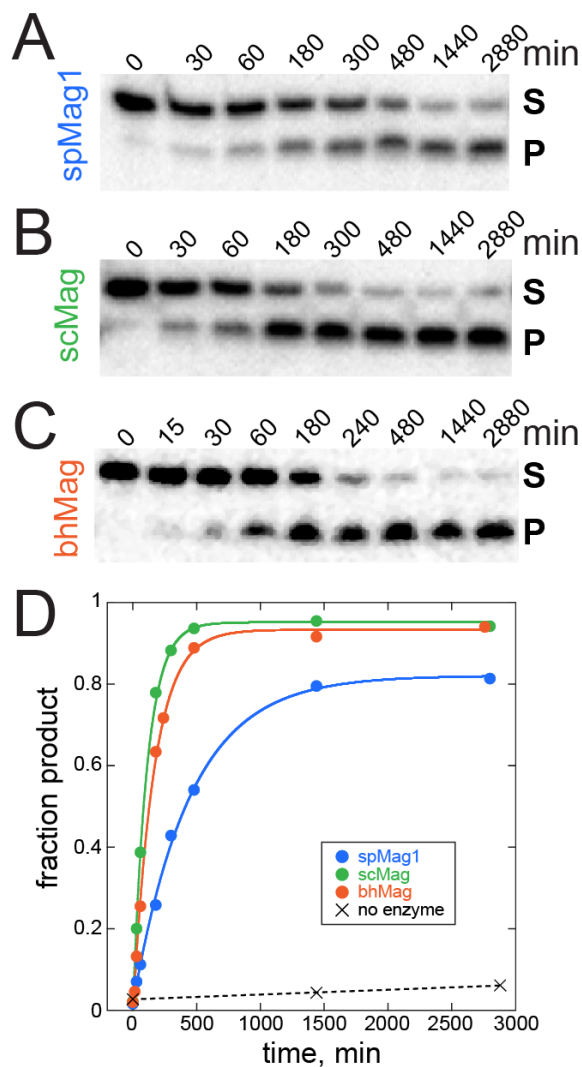 A
spMag1
0 30 60 180 300 480 1440 2880 min
S
P
B
scMag
0 30 60 180 300 480 1440 2880 min
S
P
C
bhMag
0 15 30 60 180 240 480 1440 2880 min
S
P
D
1
0.8
0.6
0.4
0.2
0
fraction product
spMag1
scMag
bhMag
no enzyme
0 500 1000 1500 2000 2500 3000
time, min